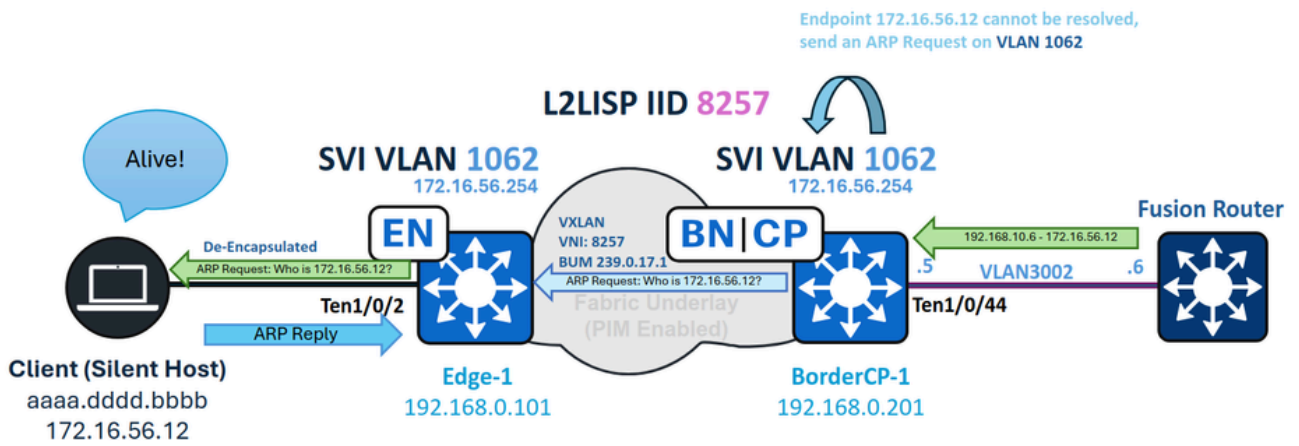 Endpoint 172.16.56.12 cannot be resolved,
send an ARP Request on VLAN 1062
L2LISP IID 8257
Alive!
SVI VLAN 1062
172.16.56.254
SVI VLAN 1062
172.16.56.254
Fusion Router
EN
BN|CP
De-Encapsulated
ARP Request: Who is 172.16.56.12?
VXLAN
VNI: 8257
BUM 239.0.17.1
ARP Request: Who is 172.16.56.12?
192.168.10.6 - 172.16.56.12
.5
VLAN3002
.6
Ten1/0/2
Fabric Underlay
(PIM Enabled)
Ten1/0/44
ARP Reply
Client (Silent Host)
aaaa.dddd.bbbb
172.16.56.12
Edge-1
192.168.0.101
BorderCP-1
192.168.0.201